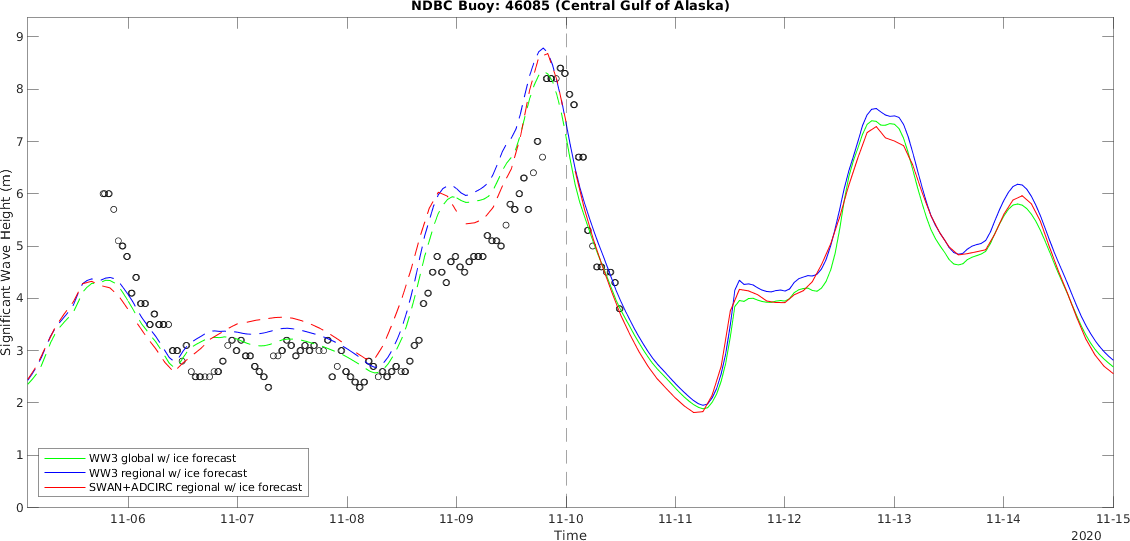 NDBC Buoy: 46085 (Central Gulf of Alaska)
Significant Wave Height (m)
9
8
7
6
5
4
3
2
1
0
WW3 global w/ ice forecast
WW3 regional w/ ice forecast
SWAN+ADCIRC regional w/ ice forecast
11-06 11-07 11-08 11-09 11-10 11-11 11-12 11-13 11-14 11-15
Time
2020